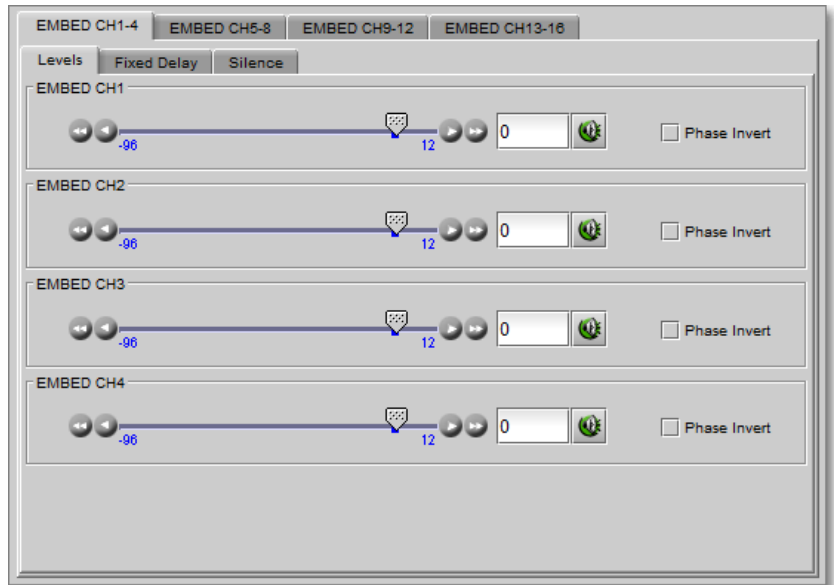 EMBED CH1-4 EMBED CH5-8 EMBED CH9-12 EMBED CH13-16
Levels Fixed Delay Silence
EMBED CH1
-96 12 0 Phase Invert
EMBED CH2
-96 12 0 Phase Invert
EMBED CH3
-96 12 0 Phase Invert
EMBED CH4
-96 12 0 Phase Invert